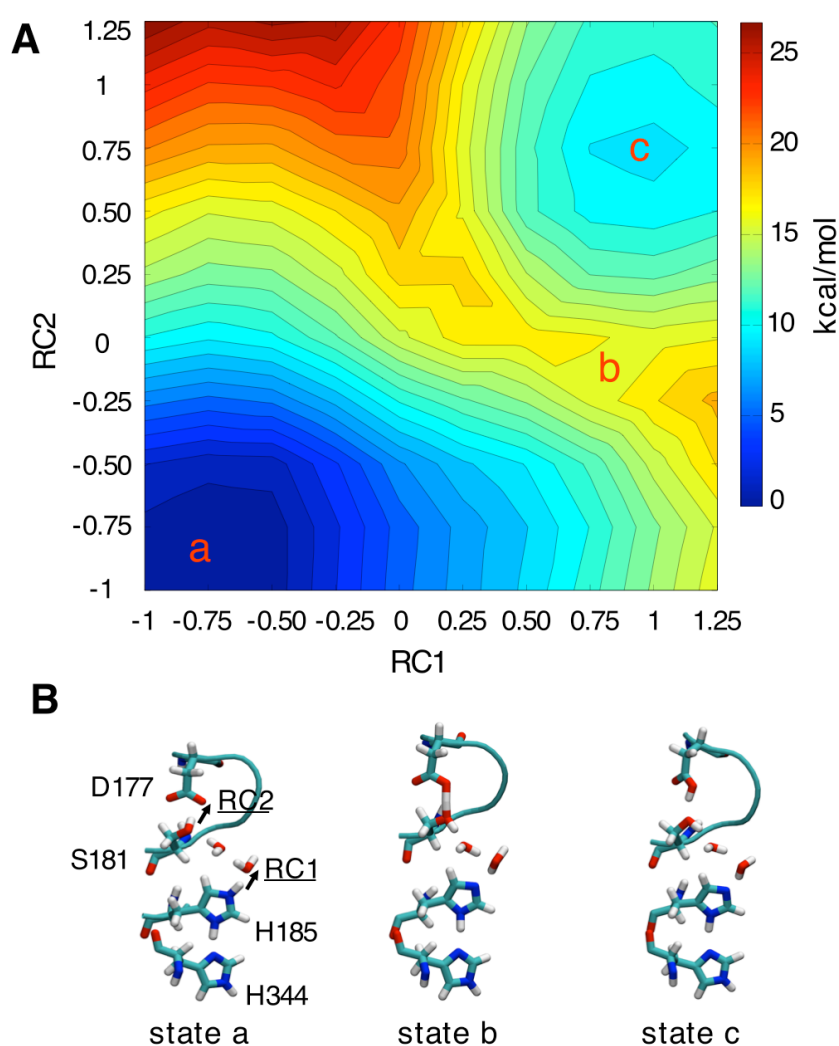 A
1.25
1
0.75
0.50
0.25
0
-0.25
-0.50
-0.75
-1
RC2
c
b
a
-1 -0.75 -0.50 -0.25 0 0.25 0.50 0.75 1 1.25
RC1
25
20
15
10
5
0
kcal/mol
B
D177
RC2
S181
RC1
H185
H344
state a state b state c